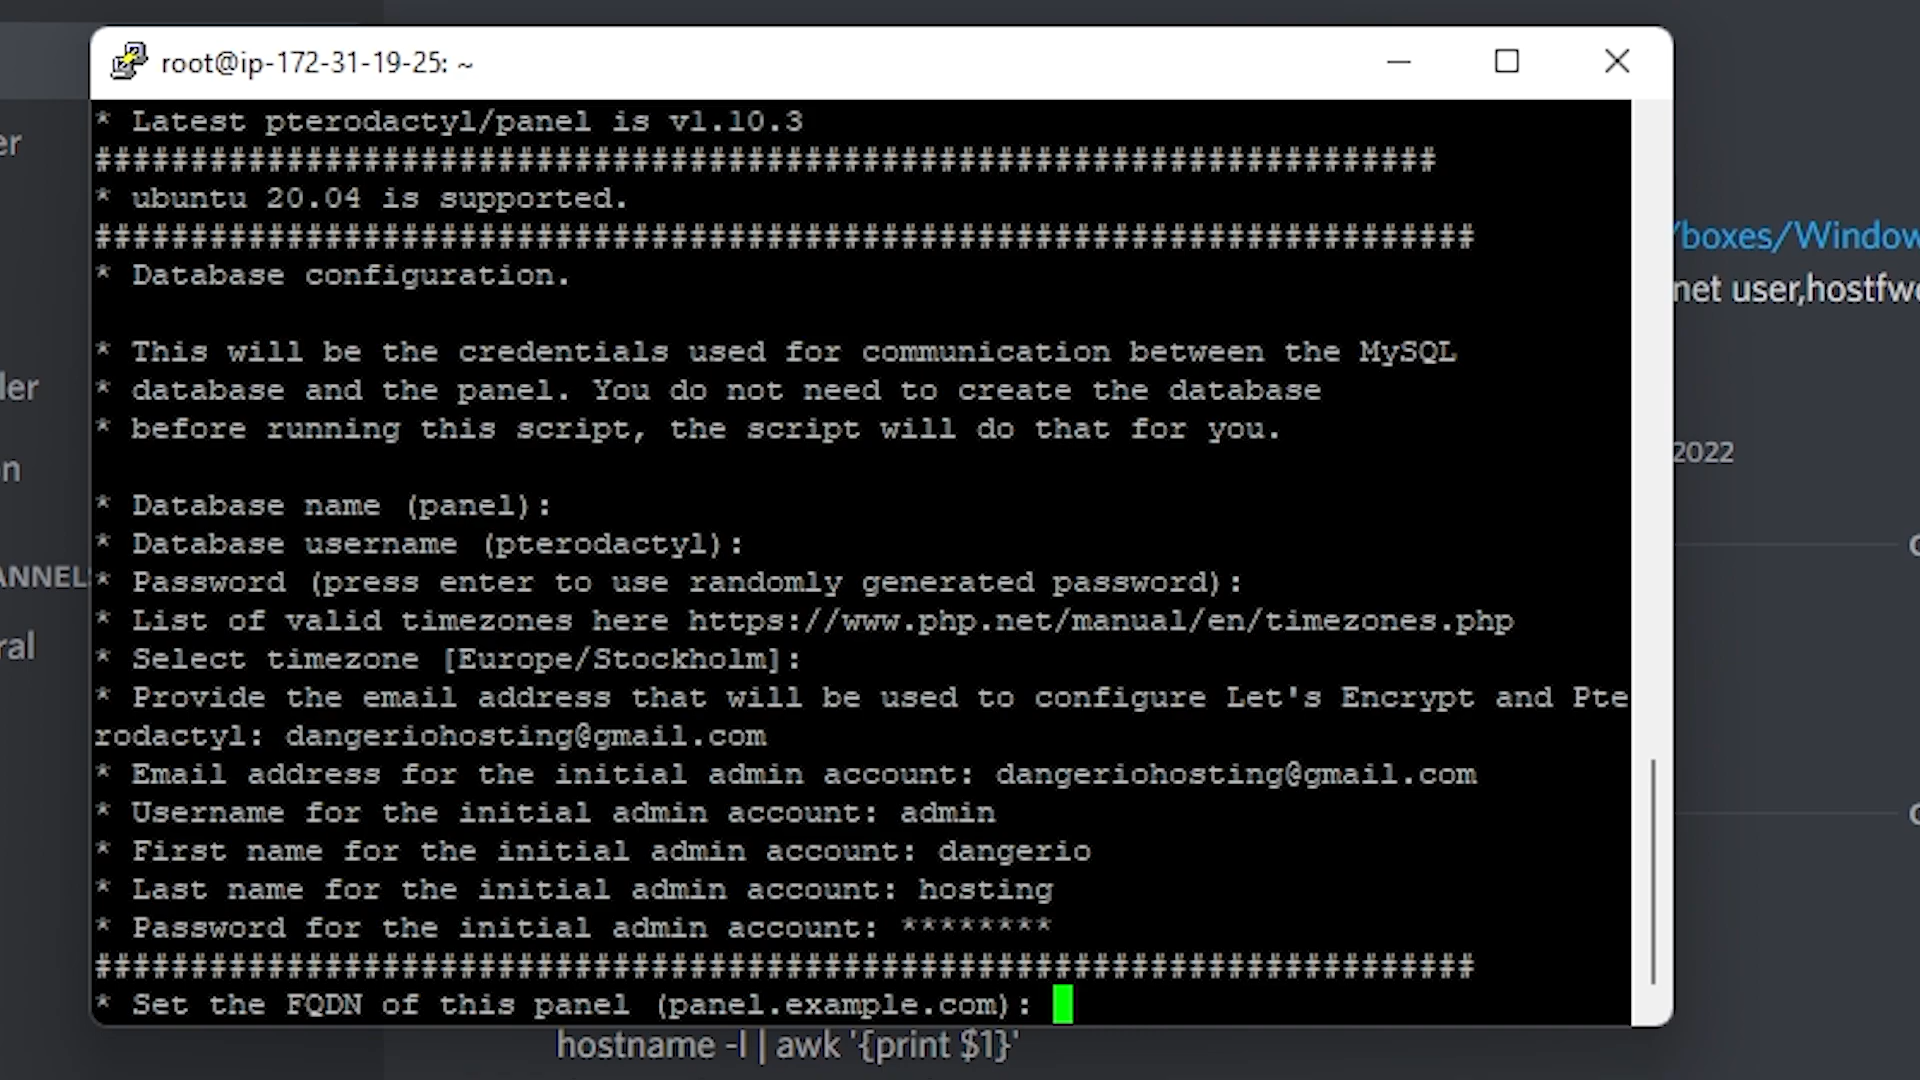 root@ip-172-31-19-25: ~
* Latest pterodactyl/panel is v1.10.3
######################################################################
* ubuntu 20.04 is supported.
########################################################################
* Database configuration.
* This will be the credentials used for communication between the MySQL
* database and the panel. You do not need to create the database
* before running this script, the script will do that for you.
* Database name (panel):
* Database username (pterodactyl):
* Password (press enter to use randomly generated password):
* List of valid timezones here https://www.php.net/manual/en/timezones.php
* Select timezone [Europe/Stockholm]:
* Provide the email address that will be used to configure Let's Encrypt and Pte
rodactyl: dangeriohosting@gmail.com
* Email address for the initial admin account: dangeriohosting@gmail.com
* Username for the initial admin account: admin
* First name for the initial admin account: dangerio
* Last name for the initial admin account: hosting
* Password for the initial admin account: ********
########################################################################
* Set the FQDN of this panel (panel.example.com):
/boxes/Window
net user,hostfw
2022
hostname -I | awk '{print $1}'